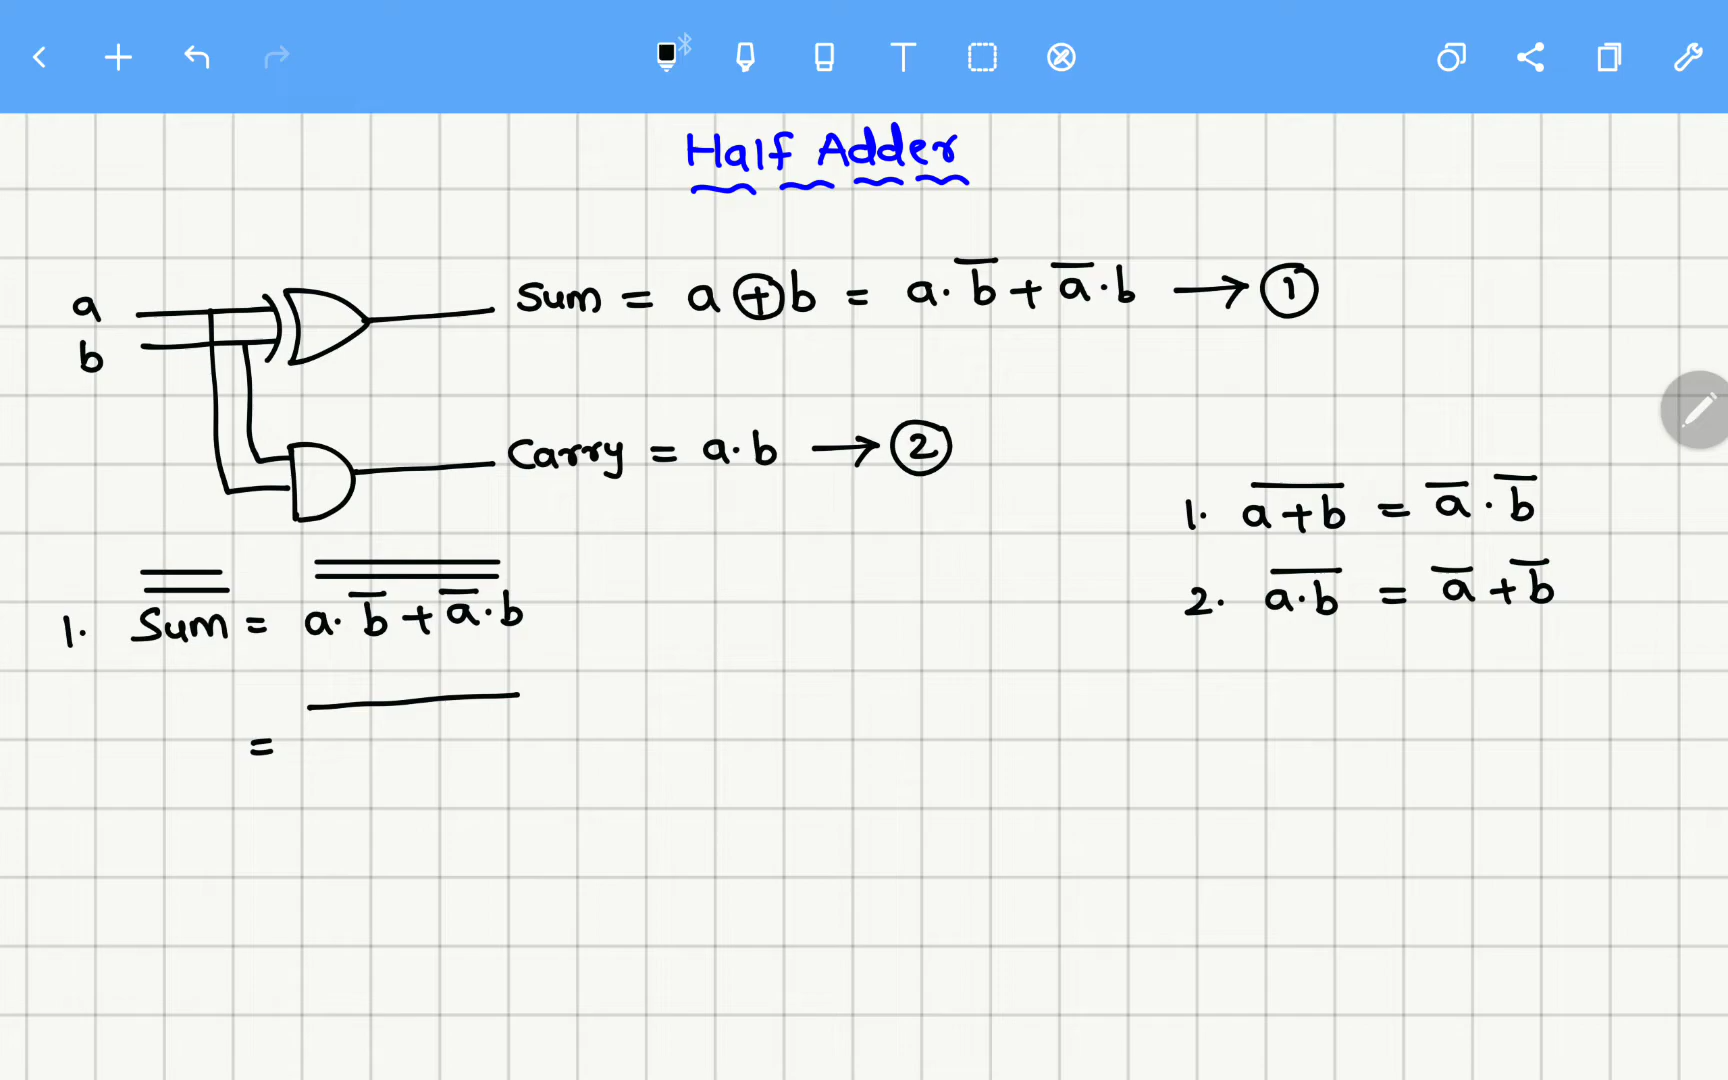 Half Adder
a
b
Sum = a ⊕ b = a · b̅ + a̅ · b → ①
Carry = a · b → ②
1. \overline{a + b} = a̅ · b̅
2. \overline{a · b} = a̅ + b̅
1. \overline{\overline{Sum}} = \overline{\overline{a · b̅ + a̅ · b}}
=